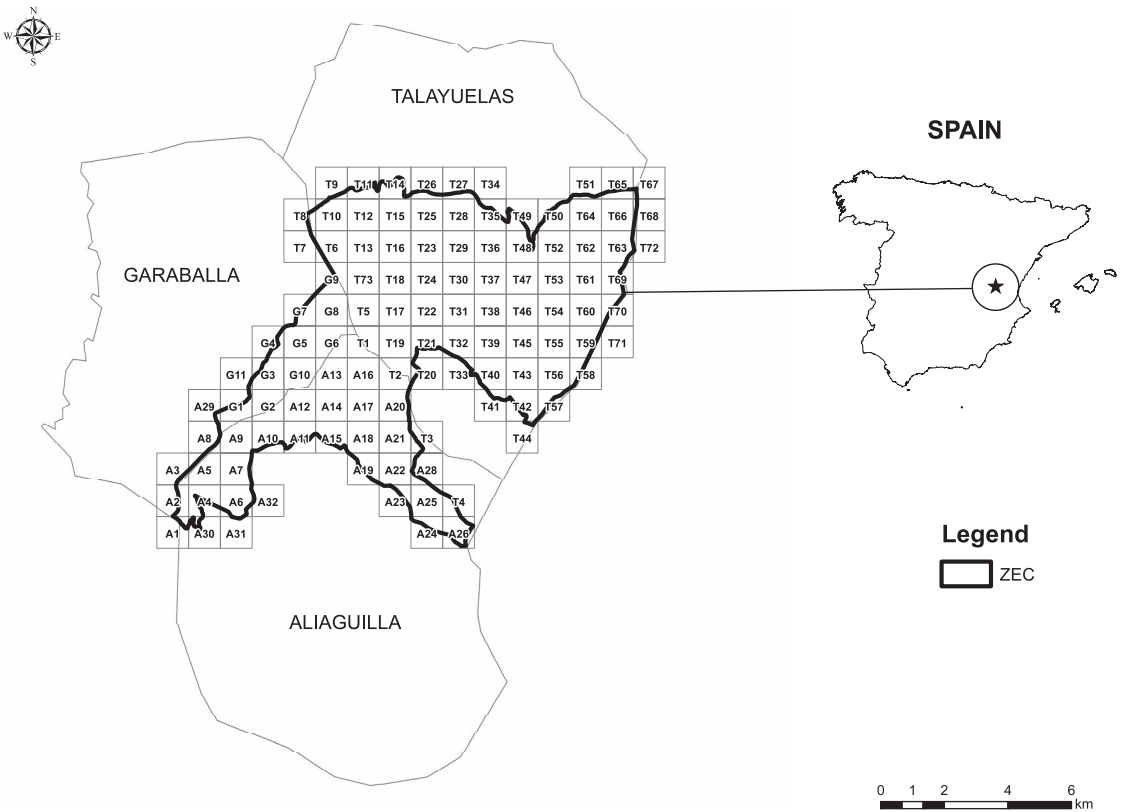 N
W E
S
TALAYUELAS
SPAIN
GARABALLA
T9 T11 T14 T26 T27 T34 T51 T65 T67
T8 T10 T12 T15 T25 T28 T35 T49 T50 T64 T66 T68
T7 T6 T13 T16 T23 T29 T36 T48 T52 T62 T63 T72
G9 T73 T18 T24 T30 T37 T47 T53 T61 T69
G7 G8 T5 T17 T22 T31 T38 T46 T54 T60 T70
G4 G5 G6 T1 T19 T21 T32 T39 T45 T55 T59 T71
G11 G3 G10 A13 A16 T2 T20 T33 T40 T43 T56 T58
A29 G1 G2 A12 A14 A17 A20 T41 T42 T57
A8 A9 A10 A11 A15 A18 A21 T3 T44
A3 A5 A7 A19 A22 A28
A2 A4 A6 A32 A23 A25 T4
A1 A30 A31 A24 A26
ALIAGUILLA
Legend
ZEC
0 1 2 4 6
km